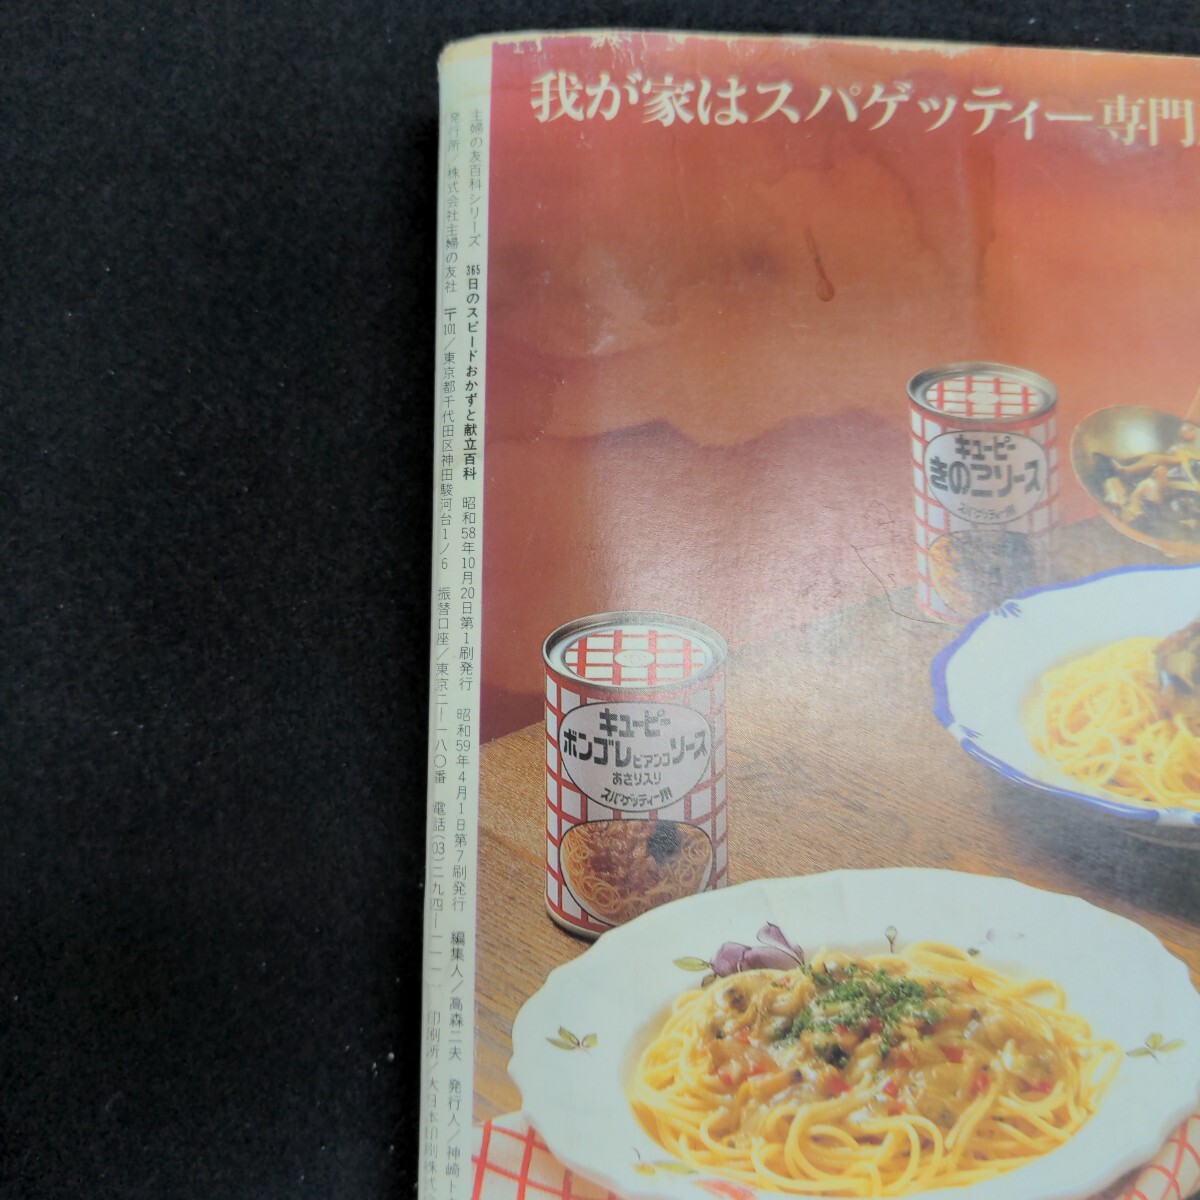 我が家はスパゲッティー専門
主婦の友百科シリーズ 365日のスピードおかずと献立百科 昭和58年10月20日第1刷発行 昭和59年4月1日第7刷発行 編集人/高森二夫 発行人/神崎
発行所/株式会社主婦の友社 〒101/東京都千代田区神田駿河台1/6 振替口座/東京二―一八〇番 電話(03)二九四―一一一 印刷所/大日本印刷株式
キューピー
きのこソース
スパゲッティー用
キューピー
ボンゴレビアンコソース
あさり入り
スパゲッティー用